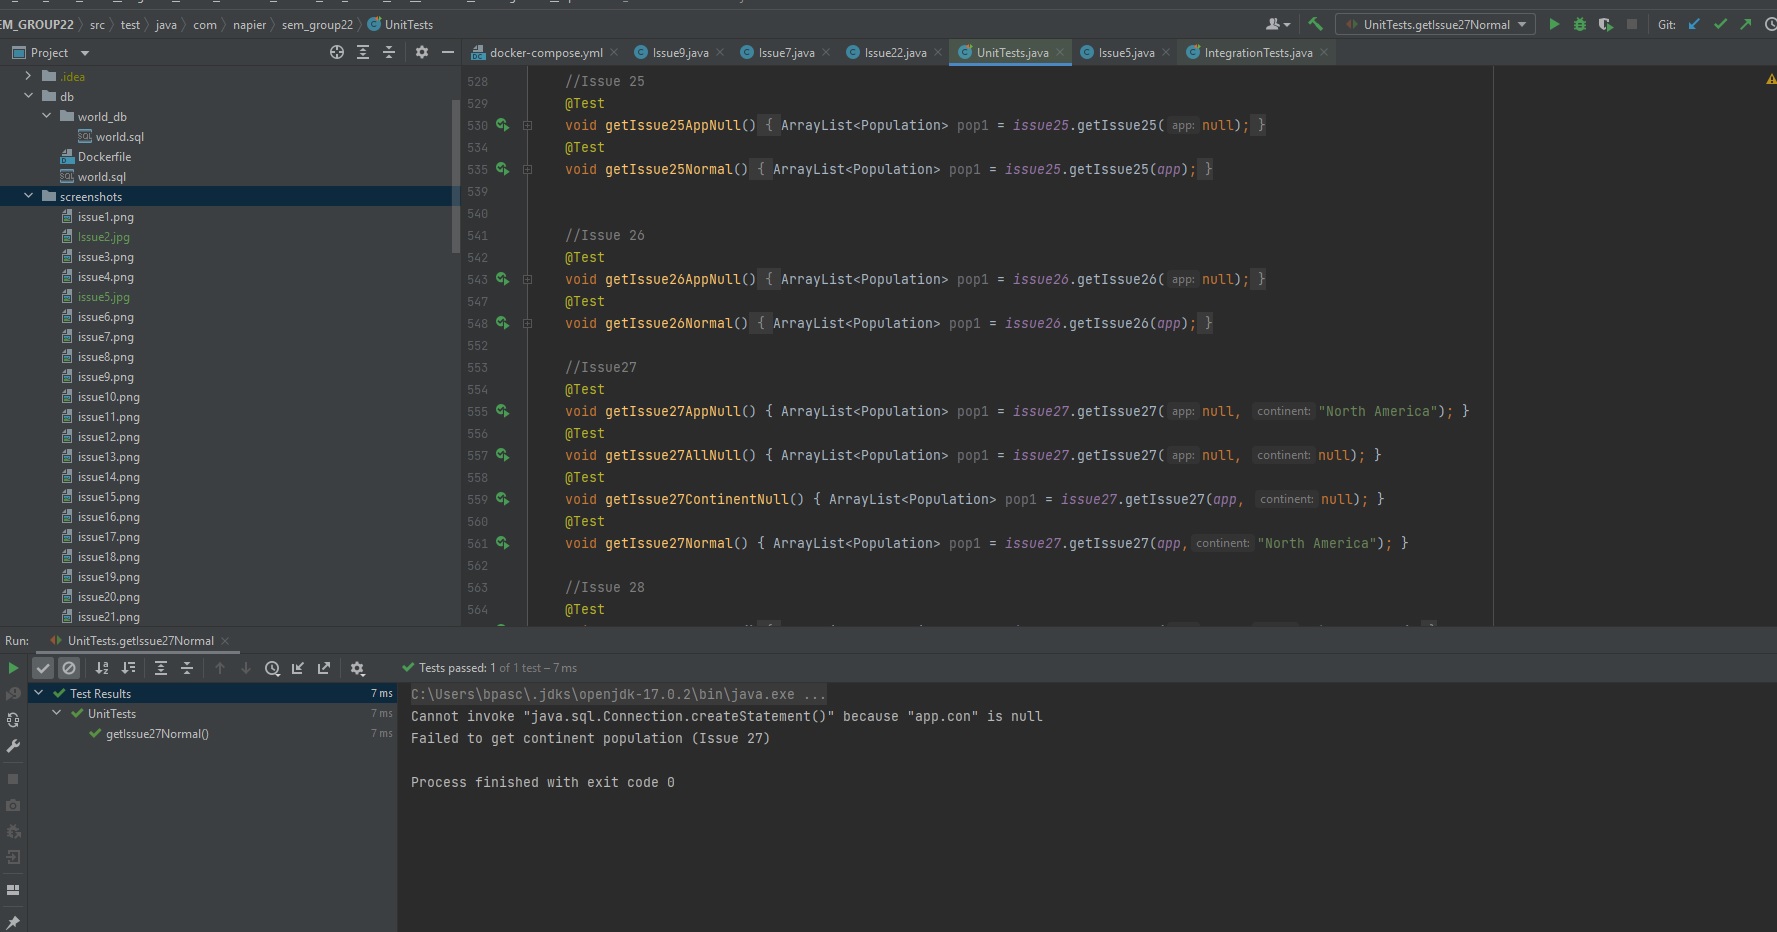 EM_GROUP22 › src › test › java › com › napier › sem_group22 › UnitTests
UnitTests.getIssue27Normal
Git:
Project
docker-compose.yml
Issue9.java
Issue7.java
Issue22.java
UnitTests.java
Issue5.java
IntegrationTests.java
.idea
db
world_db
world.sql
Dockerfile
world.sql
screenshots
issue1.png
Issue2.jpg
issue3.png
issue4.png
issue5.jpg
issue6.png
issue7.png
issue8.png
issue9.png
issue10.png
issue11.png
issue12.png
issue13.png
issue14.png
issue15.png
issue16.png
issue17.png
issue18.png
issue19.png
issue20.png
issue21.png
528 //Issue 25
529 @Test
530 void getIssue25AppNull() { ArrayList<Population> pop1 = issue25.getIssue25( app: null); }
534 @Test
535 void getIssue25Normal() { ArrayList<Population> pop1 = issue25.getIssue25(app); }
539
540
541 //Issue 26
542 @Test
543 void getIssue26AppNull() { ArrayList<Population> pop1 = issue26.getIssue26( app: null); }
547 @Test
548 void getIssue26Normal() { ArrayList<Population> pop1 = issue26.getIssue26(app); }
552
553 //Issue27
554 @Test
555 void getIssue27AppNull() { ArrayList<Population> pop1 = issue27.getIssue27( app: null, continent: "North America"); }
556 @Test
557 void getIssue27AllNull() { ArrayList<Population> pop1 = issue27.getIssue27( app: null, continent: null); }
558 @Test
559 void getIssue27ContinentNull() { ArrayList<Population> pop1 = issue27.getIssue27(app, continent: null); }
560 @Test
561 void getIssue27Normal() { ArrayList<Population> pop1 = issue27.getIssue27(app, continent: "North America"); }
562
563 //Issue 28
564 @Test
Run: UnitTests.getIssue27Normal
Tests passed: 1 of 1 test – 7 ms
Test Results 7 ms
UnitTests 7 ms
getIssue27Normal() 7 ms
C:\Users\bpasc\.jdks\openjdk-17.0.2\bin\java.exe ...
Cannot invoke "java.sql.Connection.createStatement()" because "app.con" is null
Failed to get continent population (Issue 27)
Process finished with exit code 0